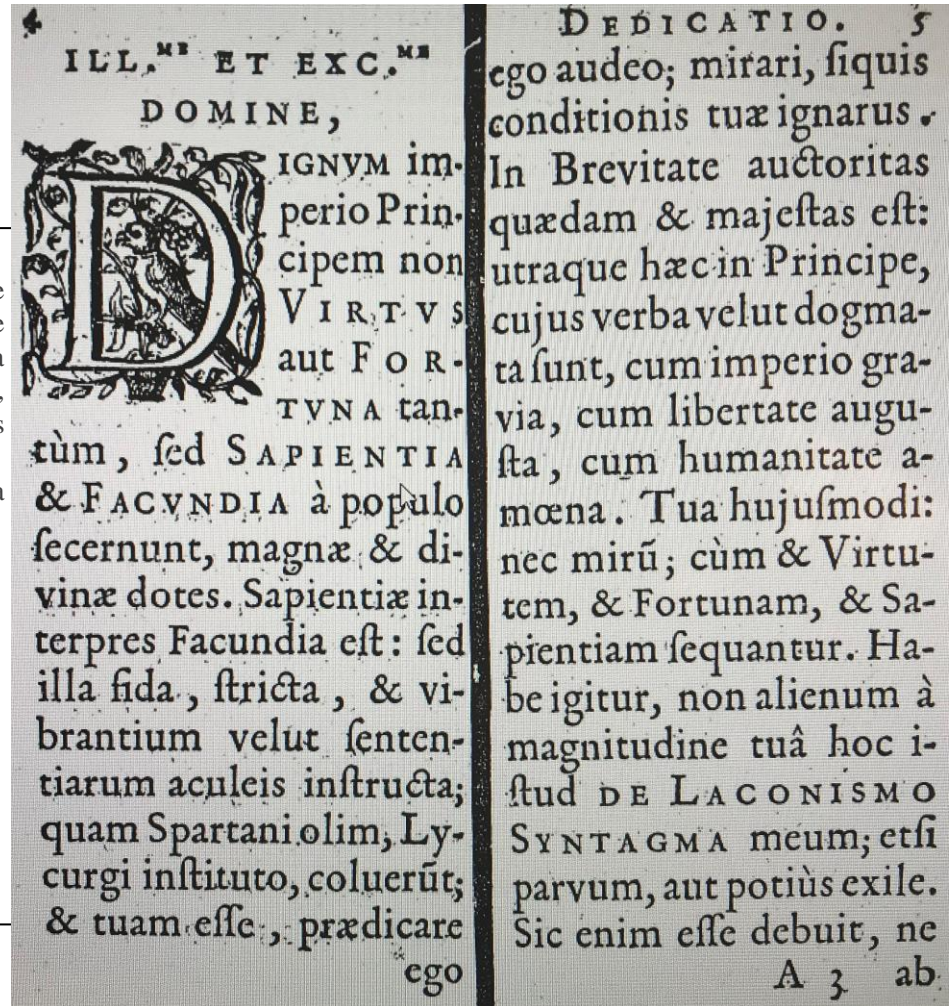 4
ILL.ME ET EXC.ME
DOMINE,
DIGNVM im-
perio Prin-
cipem non
VIRTVS
aut FOR-
TVNA tan-
tùm, ſed SAPIENTIA
& FACVNDIA à populo
ſecernunt, magnæ & di-
vinæ dotes. Sapientiæ in-
terpres Facundia eſt: ſed
illa fida, ſtricta, & vi-
brantium velut ſenten-
tiarum aculeis inſtructa;
quam Spartani olim, Ly-
curgi inſtituto, coluerũt;
& tuam eſſe, prædicare
ego
DEDICATIO. 5
ego audeo; mirari, ſiquis
conditionis tuæ ignarus.
In Brevitate auctoritas
quædam & majeſtas eſt:
utraque hæc in Principe,
cujus verba velut dogma-
ta ſunt, cum imperio gra-
via, cum libertate augu-
ſta, cum humanitate a-
mœna. Tua hujuſmodi:
nec mirũ; cùm & Virtu-
tem, & Fortunam, & Sa-
pientiam ſequantur. Ha-
be igitur, non alienum à
magnitudine tuâ hoc i-
ſtud DE LACONISMO
SYNTAGMA meum; etſi
parvum, aut potiùs exile.
Sic enim eſſe debuit, ne
A 3 ab